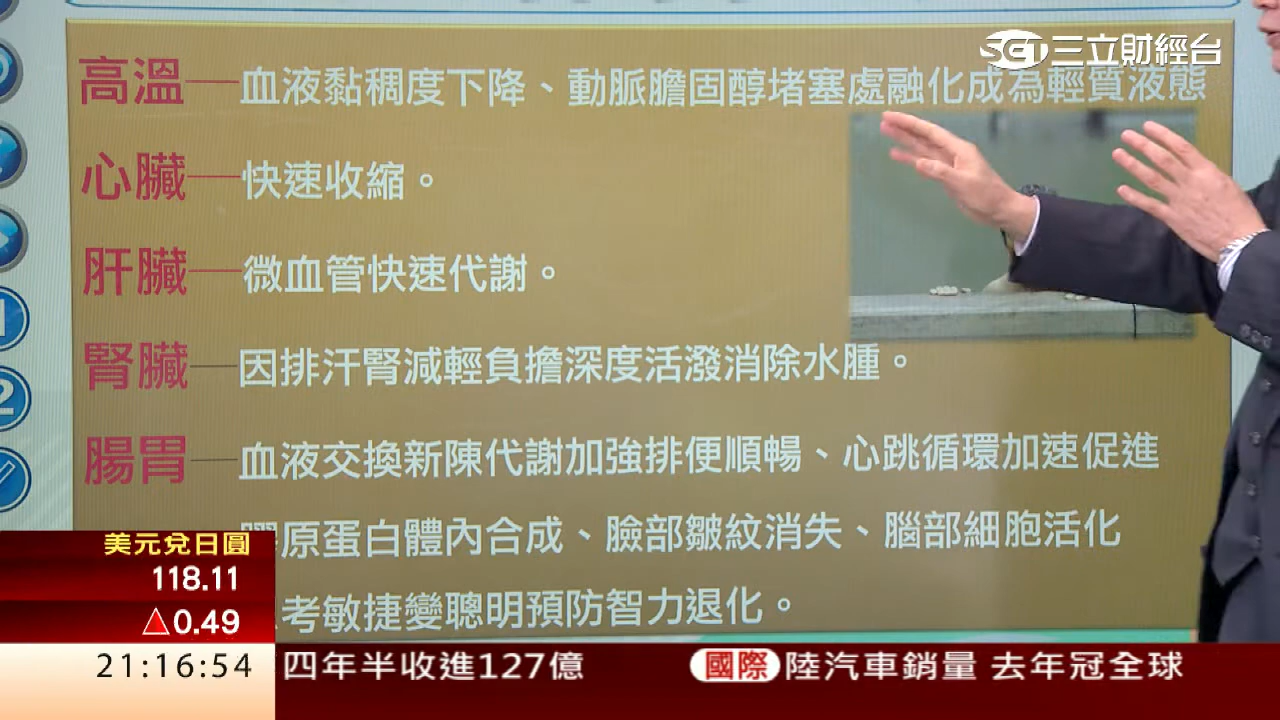 SET三立財經台
高溫—血液黏稠度下降、動脈膽固醇堵塞處融化成為輕質液態
心臟—快速收縮。
肝臟—微血管快速代謝。
腎臟—因排汗腎減輕負擔深度活潑消除水腫。
腸胃—血液交換新陳代謝加強排便順暢、心跳循環加速促進
膠原蛋白體內合成、臉部皺紋消失、腦部細胞活化
考敏捷變聰明預防智力退化。
1
2
美元兌日圓
118.11
△0.49
21:16:54
四年半收進127億 國際 陸汽車銷量 去年冠全球